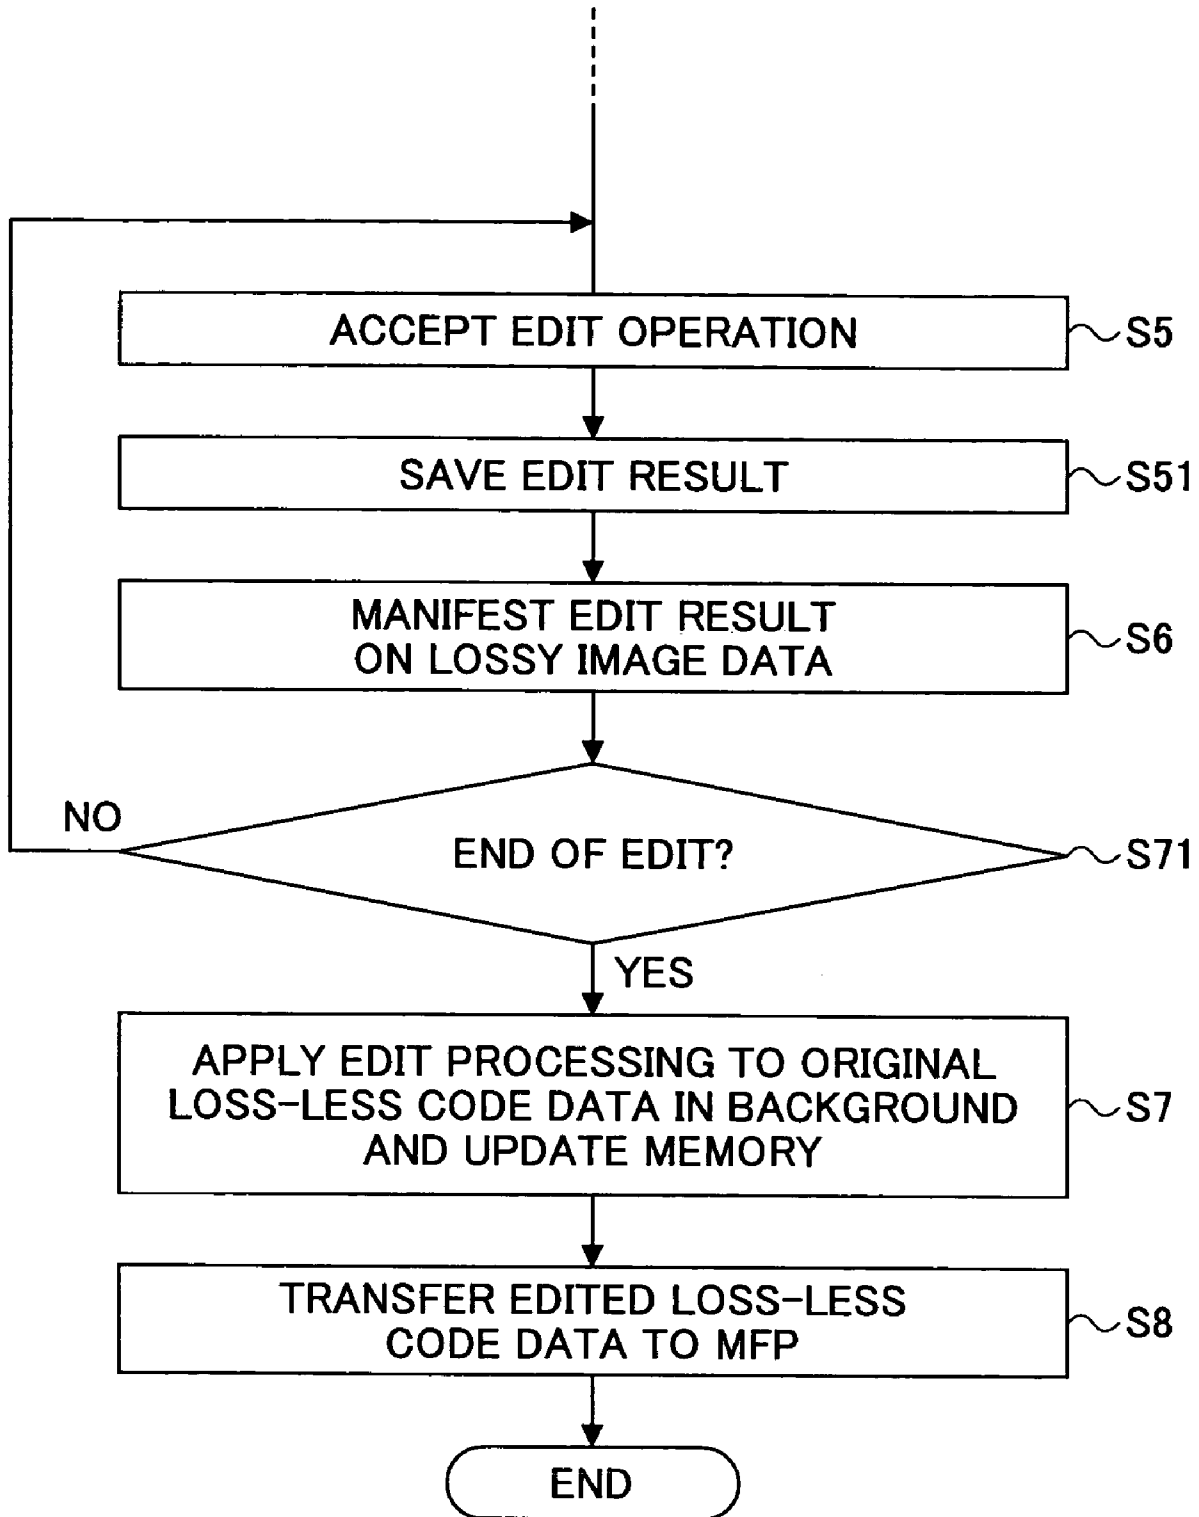 ACCEPT EDIT OPERATION
S5
SAVE EDIT RESULT
S51
MANIFEST EDIT RESULT
ON LOSSY IMAGE DATA
S6
NO
END OF EDIT?
S71
YES
APPLY EDIT PROCESSING TO ORIGINAL
LOSS-LESS CODE DATA IN BACKGROUND
AND UPDATE MEMORY
S7
TRANSFER EDITED LOSS-LESS
CODE DATA TO MFP
S8
END